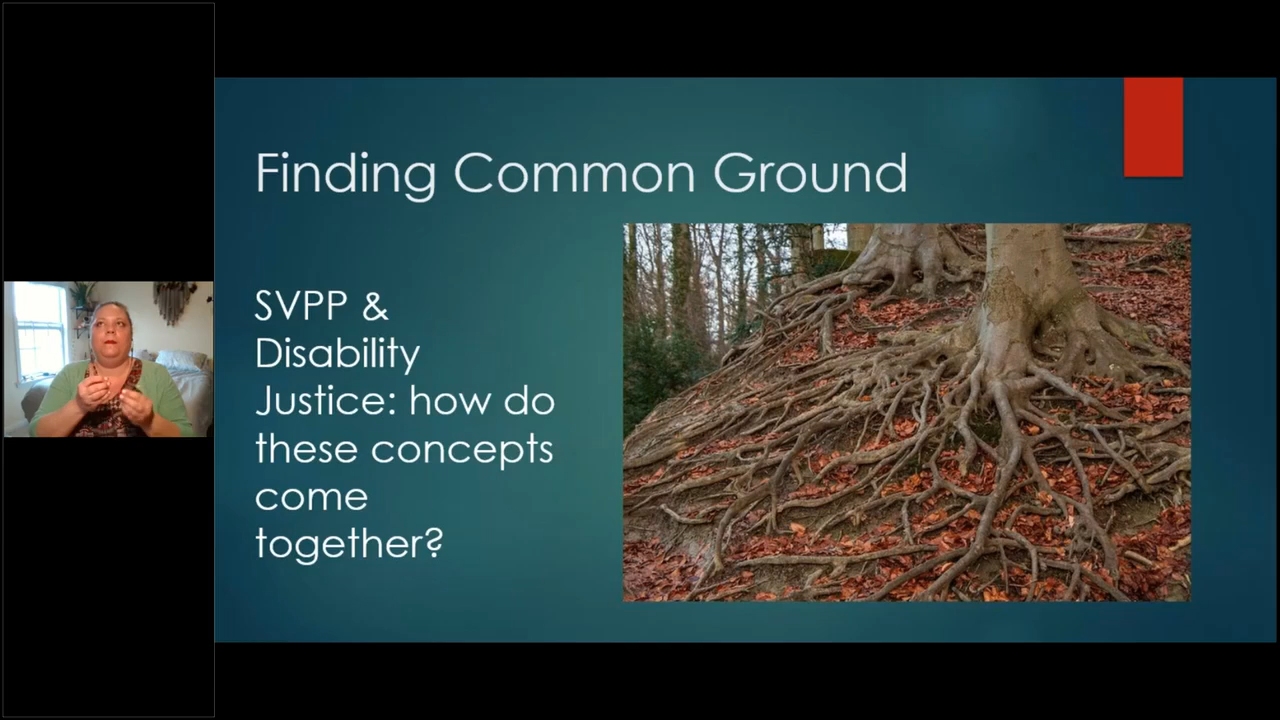 Finding Common Ground
SVPP &
Disability
Justice: how do
these concepts
come
together?